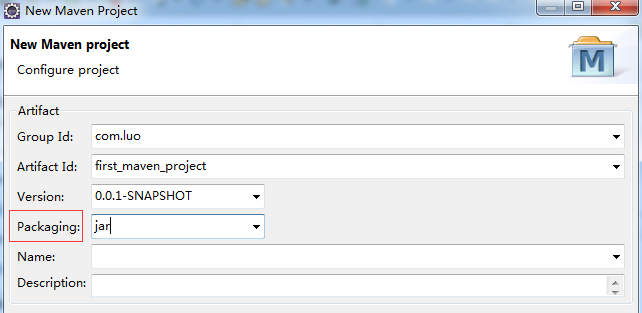 New Maven Project
New Maven project
Configure project
M
Artifact
Group Id: com.luo
Artifact Id: first_maven_project
Version: 0.0.1-SNAPSHOT
Packaging: jar
Name:
Description: